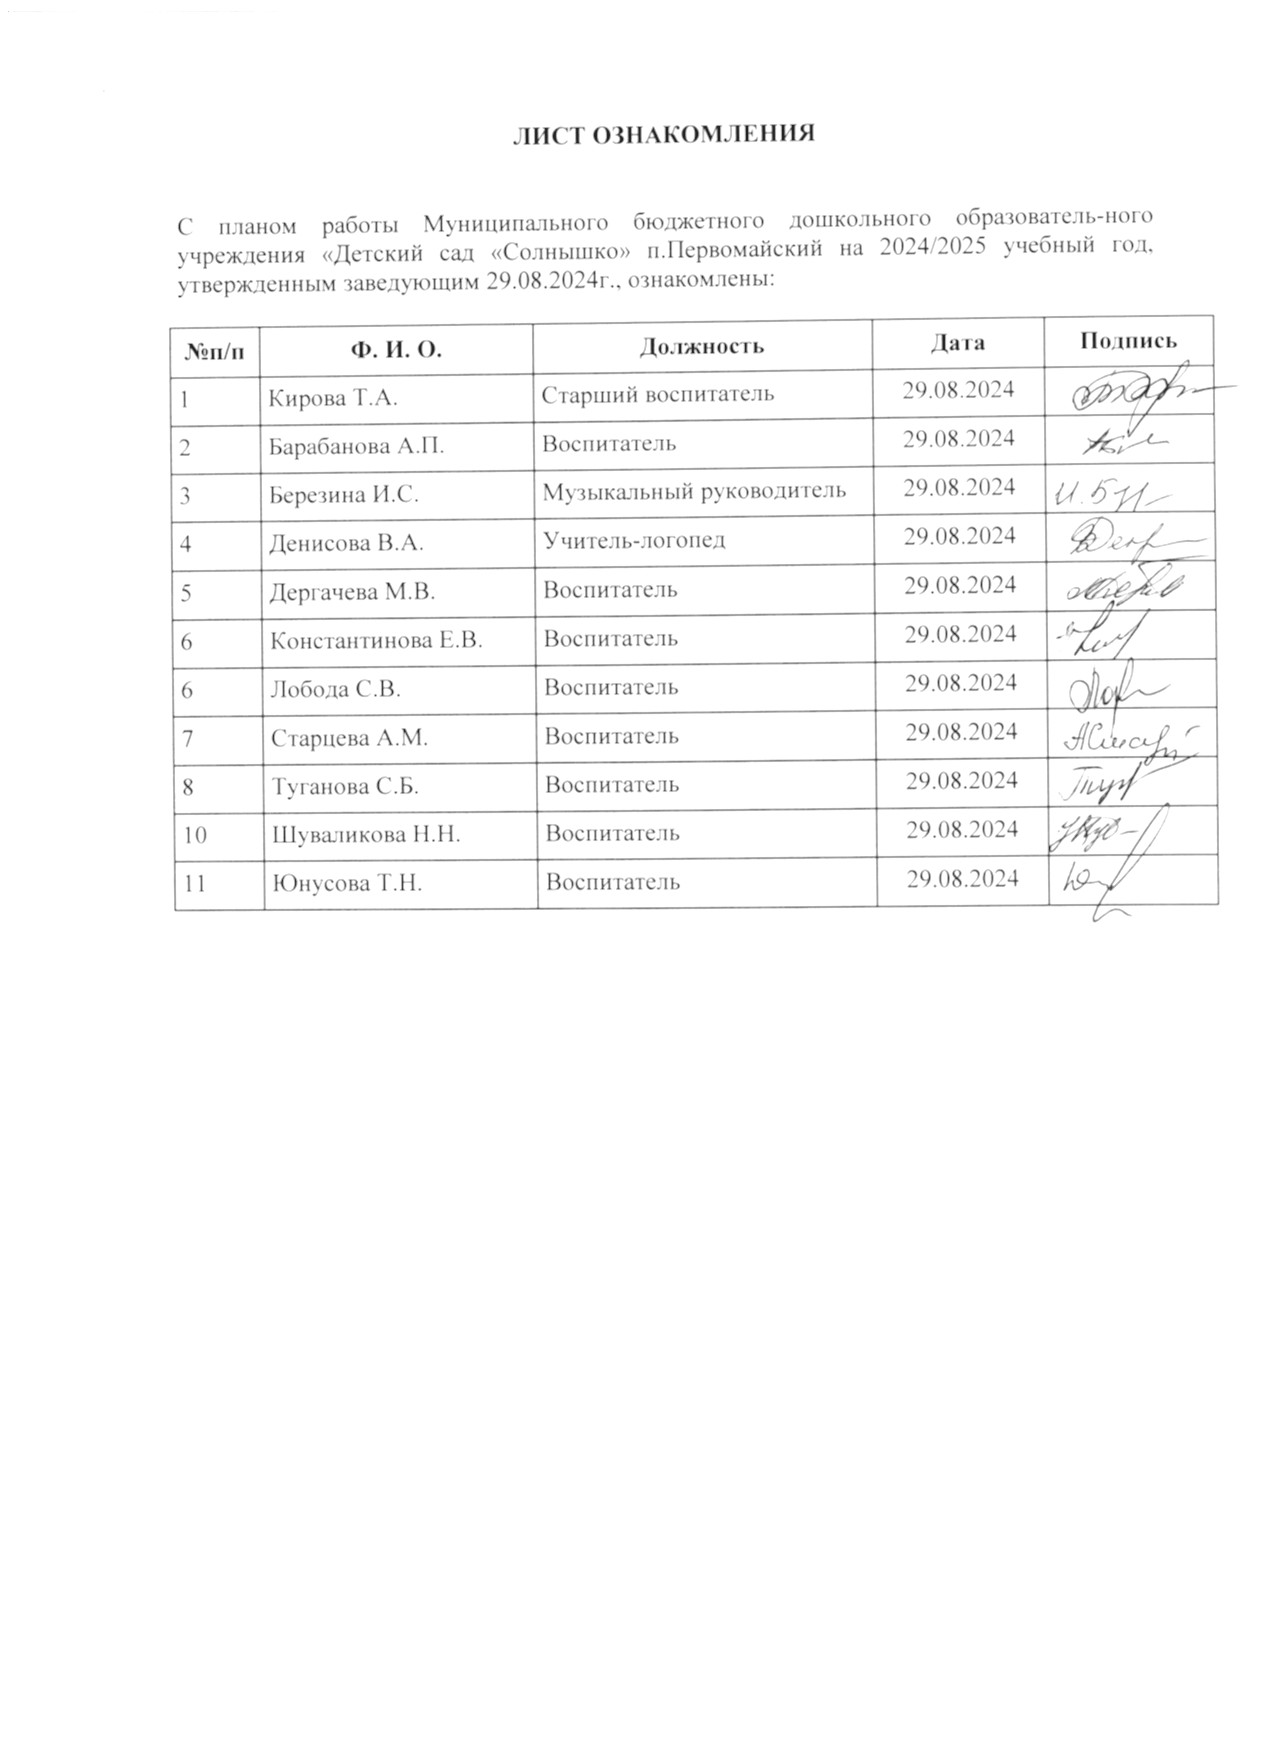 ЛИСТ ОЗНАКОМЛЕНИЯ
С планом работы Муниципального бюджетного дошкольного образователь-ного
учреждения «Детский сад «Солнышко» п.Первомайский на 2024/2025 учебный год,
утвержденным заведующим 29.08.2024г., ознакомлены:
№п/п Ф. И. О. Должность Дата Подпись
1 Кирова Т.А. Старший воспитатель 29.08.2024
2 Барабанова А.П. Воспитатель 29.08.2024
3 Березина И.С. Музыкальный руководитель 29.08.2024
4 Денисова В.А. Учитель-логопед 29.08.2024
5 Дергачева М.В. Воспитатель 29.08.2024
6 Константинова Е.В. Воспитатель 29.08.2024
6 Лобода С.В. Воспитатель 29.08.2024
7 Старцева А.М. Воспитатель 29.08.2024
8 Туганова С.Б. Воспитатель 29.08.2024
10 Шуваликова Н.Н. Воспитатель 29.08.2024
11 Юнусова Т.Н. Воспитатель 29.08.2024